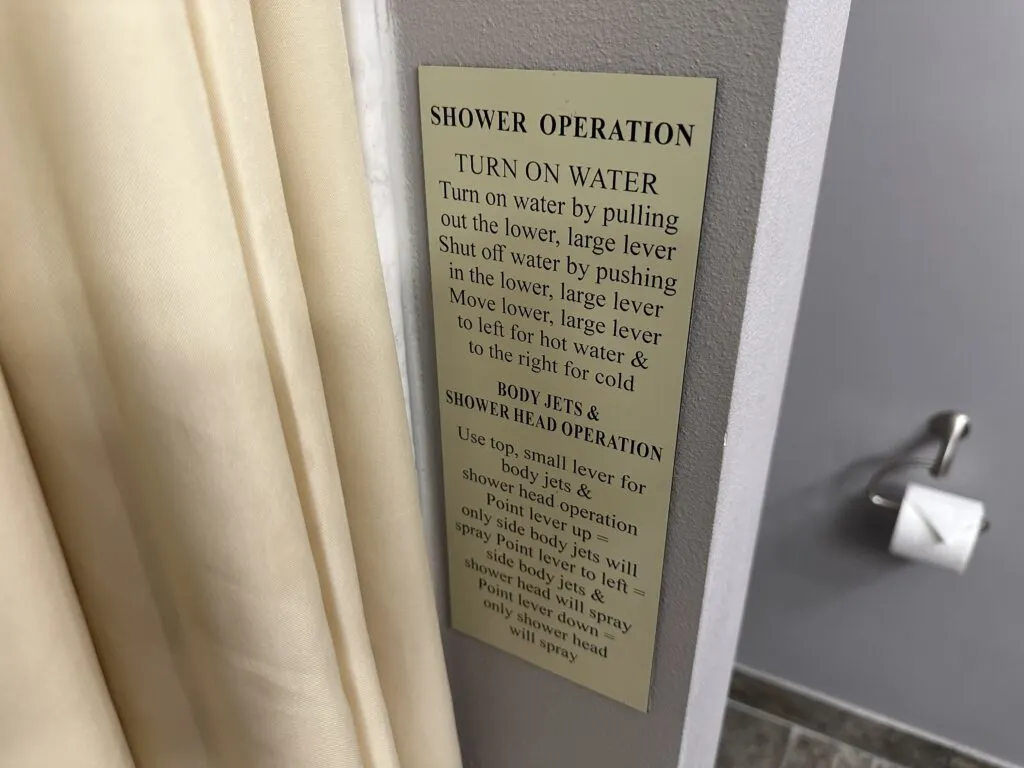 SHOWER OPERATION
TURN ON WATER
Turn on water by pulling
out the lower, large lever
Shut off water by pushing
in the lower, large lever
Move lower, large lever
to left for hot water &
to the right for cold
BODY JETS &
SHOWER HEAD OPERATION
Use top, small lever for
body jets &
shower head operation
Point lever up =
only side body jets will
spray Point lever to left =
side body jets &
shower head will spray
Point lever down =
only shower head
will spray